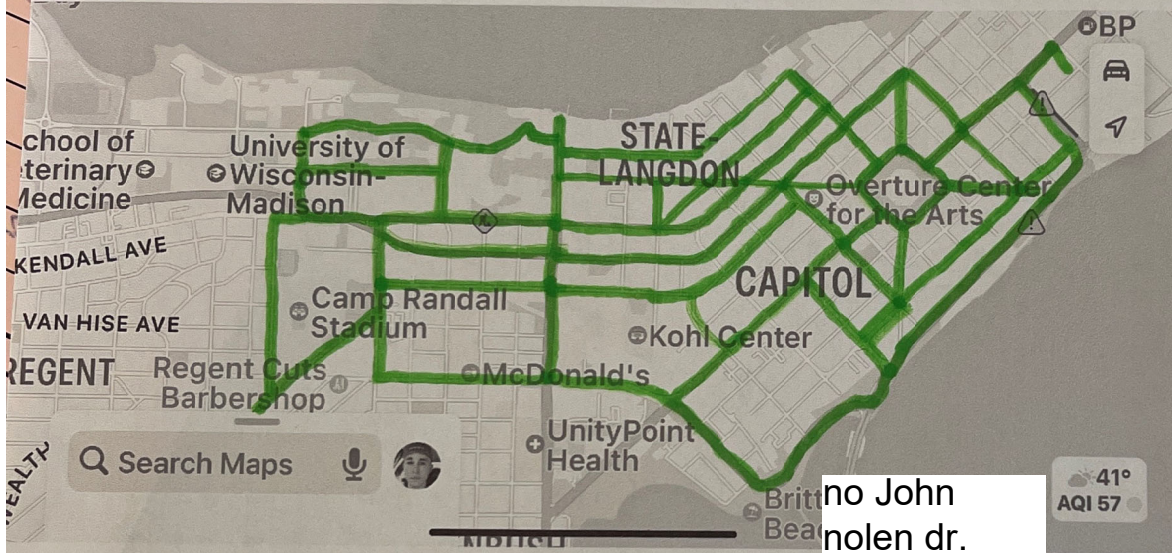 BP
chool of
terinary
Medicine
University of
Wisconsin-
Madison
STATE-
LANGDON
Overture Center
for the Arts
KENDALL AVE
Camp Randall
Stadium
CAPITOL
VAN HISE AVE
Kohl Center
REGENT
Regent Cuts
Barbershop
McDonald's
UnityPoint
Health
Search Maps
41°
AQI 57
Britt
Bea
no John
nolen dr.